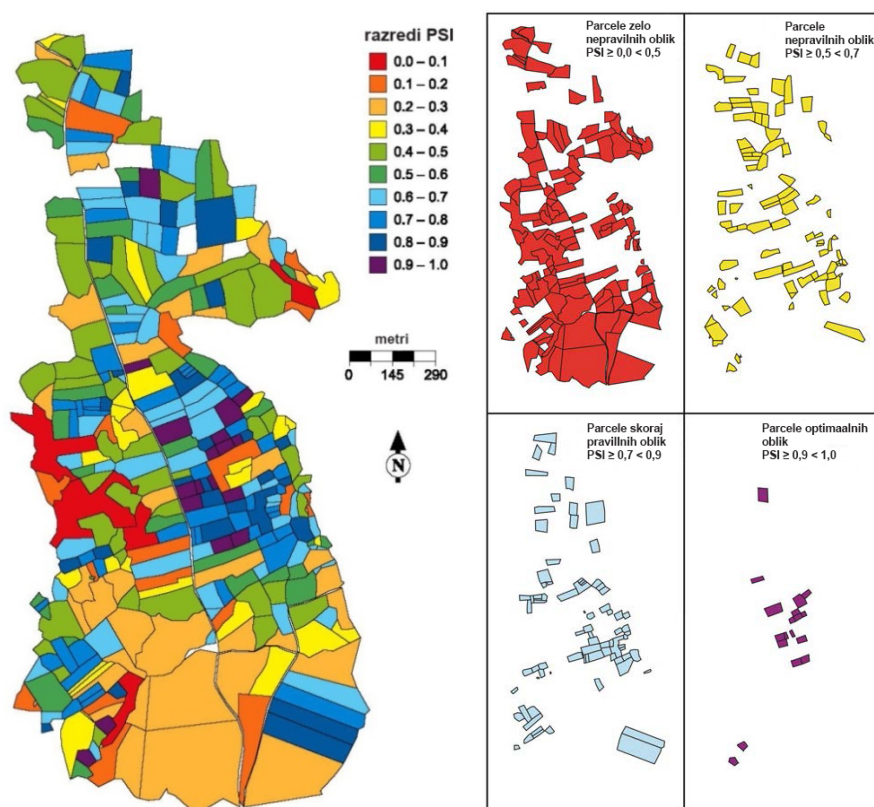 razredi PSI
0.0 – 0.1
0.1 – 0.2
0.2 – 0.3
0.3 – 0.4
0.4 – 0.5
0.5 – 0.6
0.6 – 0.7
0.7 – 0.8
0.8 – 0.9
0.9 – 1.0
metri
0 145 290
N
Parcele zelo
nepravilnih oblik
PSI ≥ 0,0 < 0,5
Parcele
nepravilnih oblik
PSI ≥ 0,5 < 0,7
Parcele skoraj
pravillnih oblik
PSI ≥ 0,7 < 0,9
Parcele optimaalnih
oblik
PSI ≥ 0,9 < 1,0